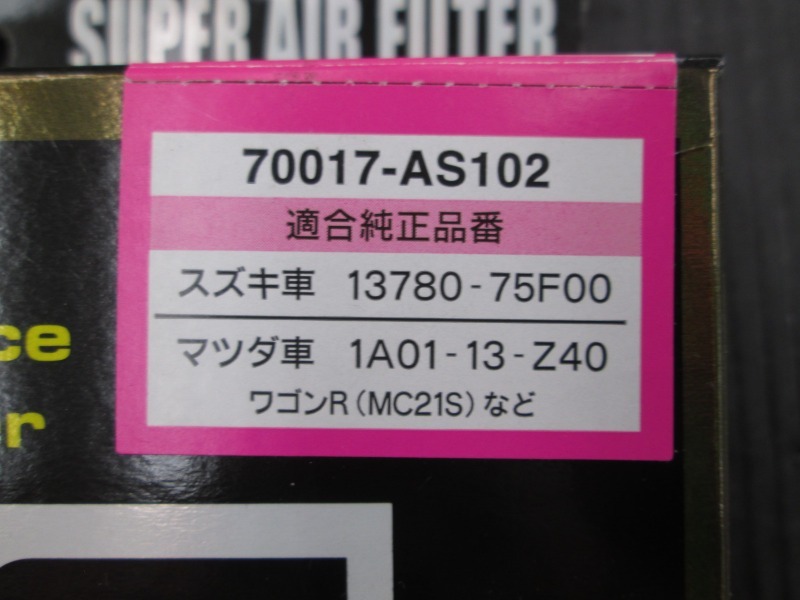 SUPER AIR FILTER
70017-AS102
適合純正品番
スズキ車 13780-75F00
マツダ車 1A01-13-Z40
ワゴンR(MC21S)など
ce
er